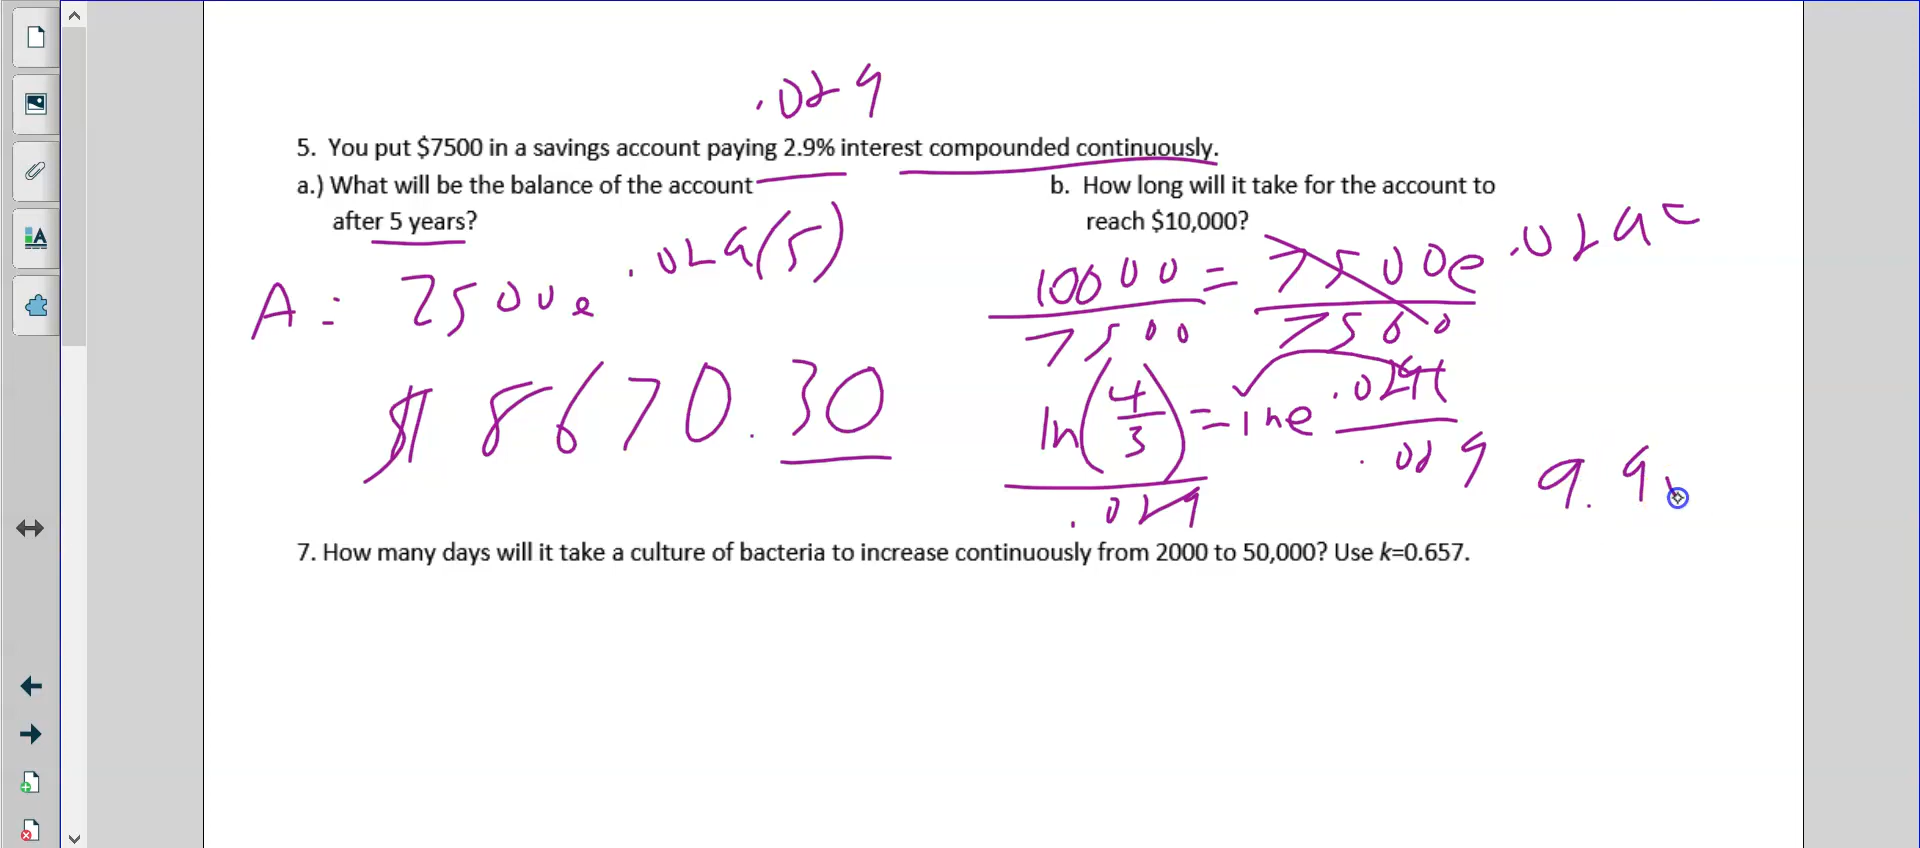 .029
5. You put $7500 in a savings account paying 2.9% interest compounded continuously.
a.) What will be the balance of the account
after 5 years?
A = 7500e^.029(5)
$ 8670.30
b. How long will it take for the account to
reach $10,000?
10000 = 7500e^.029t
7500 7500
ln(4/3) = lne^.029t
.029 .029
9.9
7. How many days will it take a culture of bacteria to increase continuously from 2000 to 50,000? Use k=0.657.